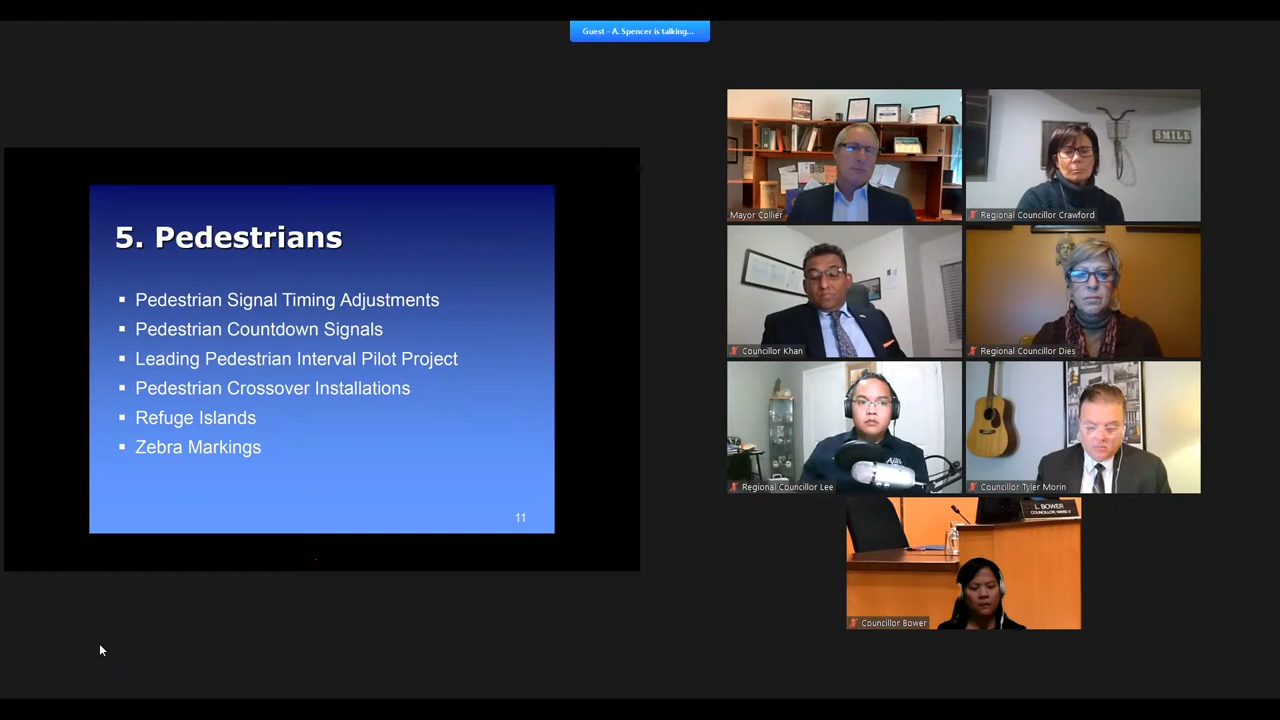 Guest - A. Spencer is talking...
5. Pedestrians
▪ Pedestrian Signal Timing Adjustments
▪ Pedestrian Countdown Signals
▪ Leading Pedestrian Interval Pilot Project
▪ Pedestrian Crossover Installations
▪ Refuge Islands
▪ Zebra Markings
11
Mayor Collier
SMILE
Regional Councillor Crawford
Councillor Khan
Regional Councillor Dies
Regional Councillor Lee
Councillor Tyler Morin
L. BOWER
COUNCILLOR, WARD
Councillor Bower